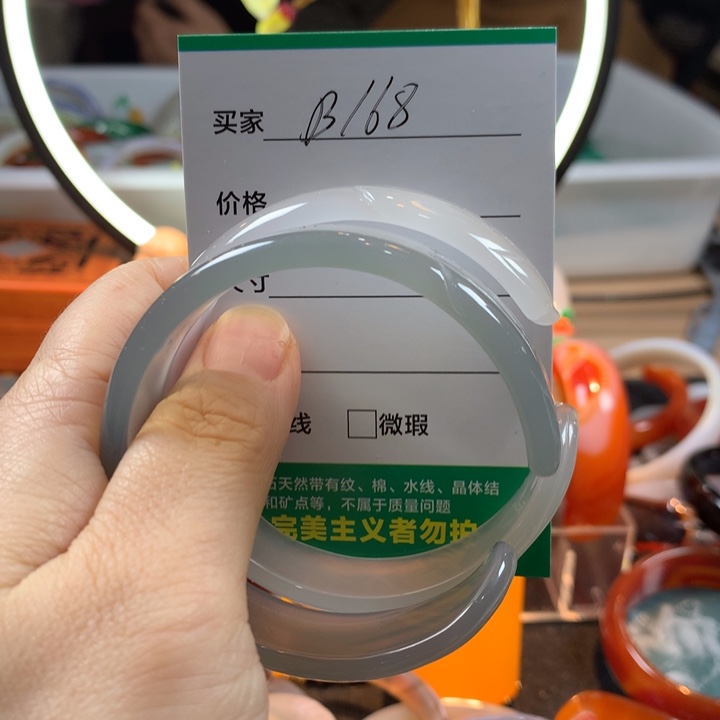 买家 B168
价格
寸
线 □微瑕
石天然带有纹、棉、水线、晶体结
和矿点等，不属于质量问题
完美主义者勿拍